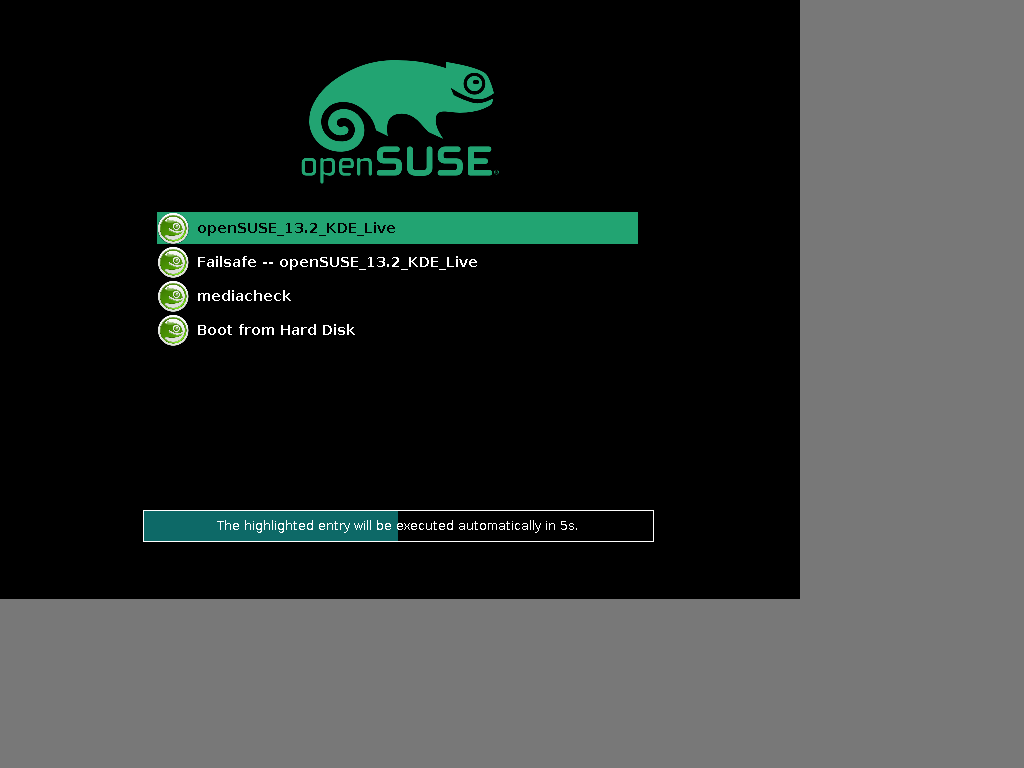 openSUSE
openSUSE_13.2_KDE_Live
Failsafe -- openSUSE_13.2_KDE_Live
mediacheck
Boot from Hard Disk
The highlighted entry will be executed automatically in 5s.